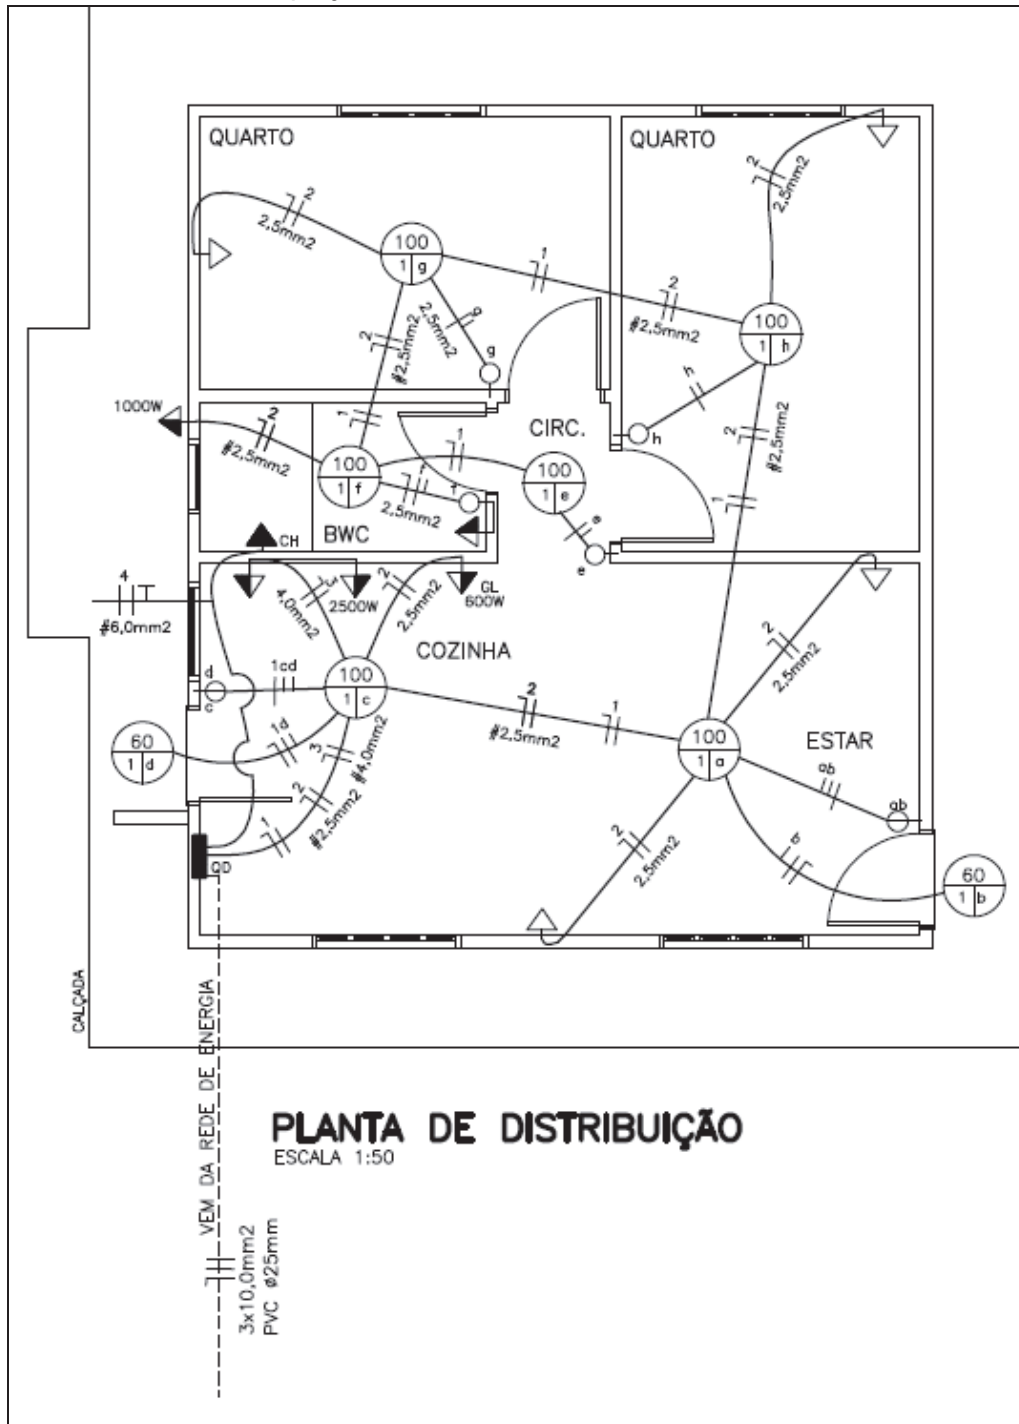 QUARTO
QUARTO
2
2,5mm2
2
2,5mm2
100
1 g
1
2
#2,5mm2
100
1 h
g
2,5mm2
g
2
#2,5mm2
1
h
h
2
#2,5mm2
1
1000W
2
#2,5mm2
100
1 f
1
f
2,5mm2
f
CIRC.
100
1 e
e
e
BWC
CH
4
#6,0mm2
3
4,0mm2
2500W
2
2,5mm2
GL
600W
COZINHA
d
c
1cd
100
1 c
2
#2,5mm2
1
2
2,5mm2
60
1 d
1d
3
#4,0mm2
2
#2,5mm2
1
100
1 a
ESTAR
ab
ab
b
60
1 b
2
2,5mm2
QD
CALÇADA
VEM DA REDE DE ENERGIA
3x10,0mm2
PVC ø25mm
PLANTA DE DISTRIBUIÇÃO
ESCALA 1:50